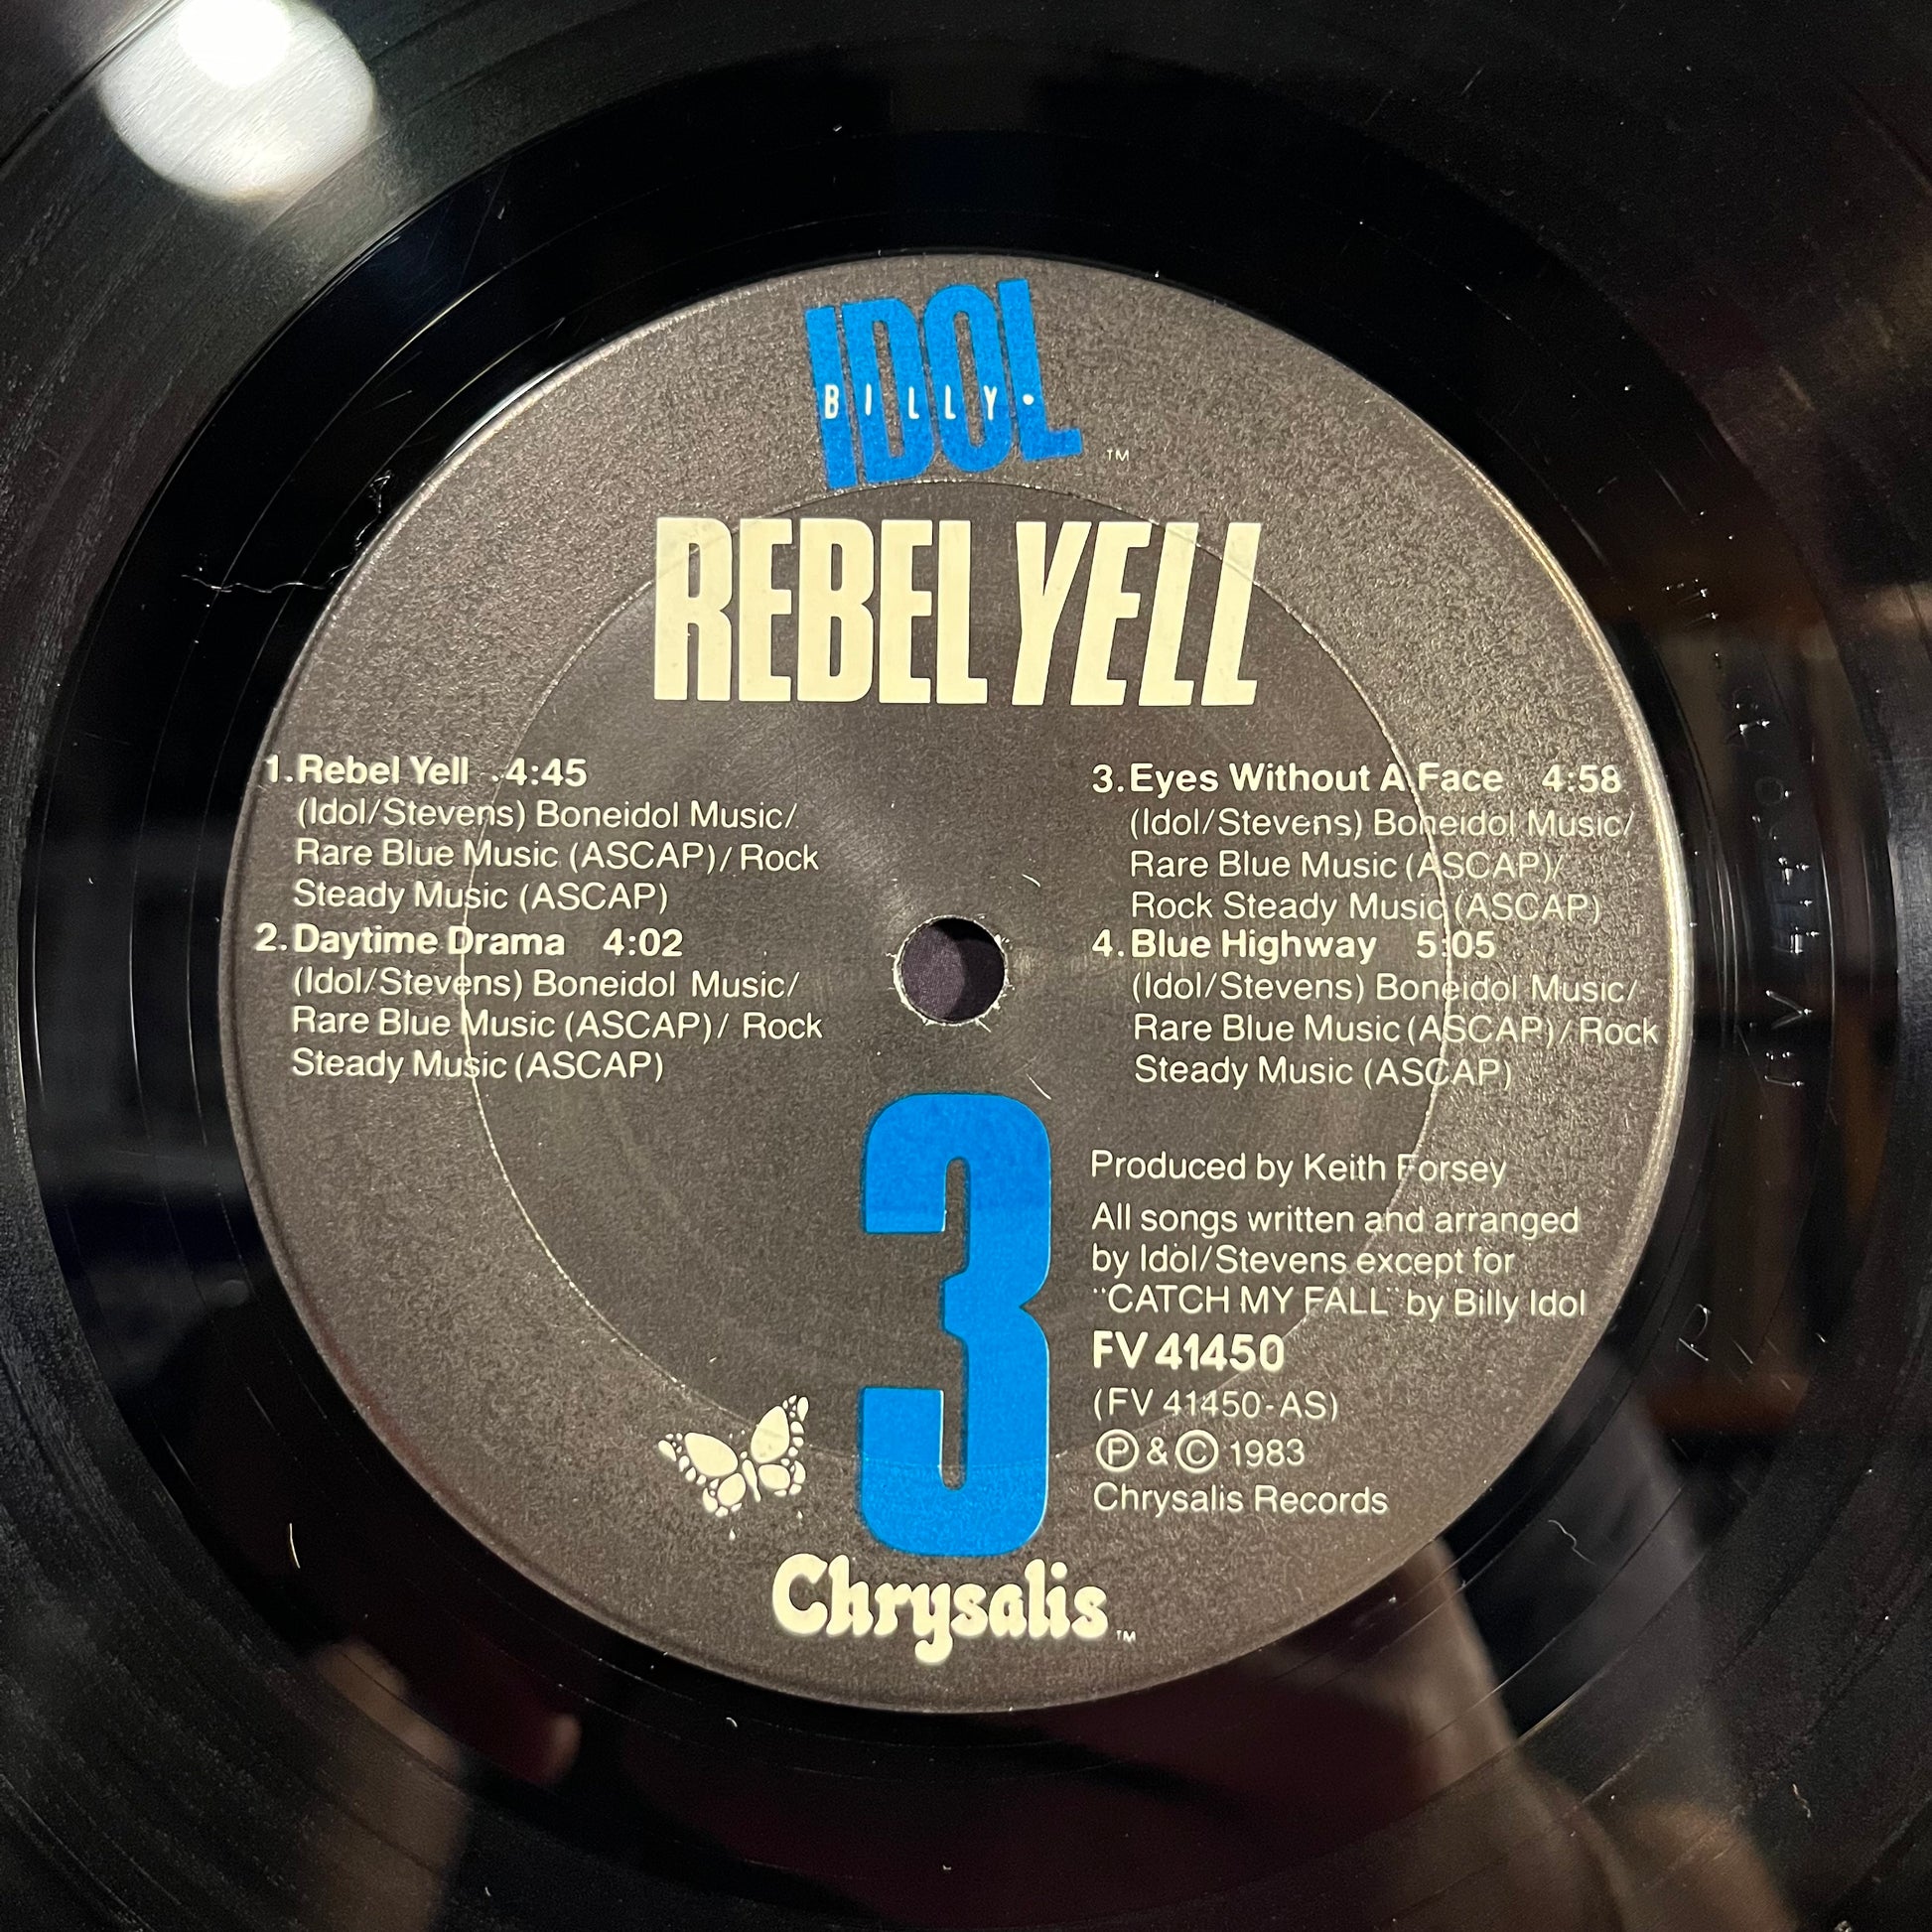 IDOL
BILLY•
™
REBEL YELL
1. Rebel Yell 4:45
(Idol/Stevens) Boneidol Music/
Rare Blue Music (ASCAP)/ Rock
Steady Music (ASCAP)
2. Daytime Drama 4:02
(Idol/Stevens) Boneidol Music/
Rare Blue Music (ASCAP)/ Rock
Steady Music (ASCAP)
3. Eyes Without A Face 4:58
(Idol/Stevens) Boneidol Music/
Rare Blue Music (ASCAP)/
Rock Steady Music (ASCAP)
4. Blue Highway 5:05
(Idol/Stevens) Boneidol Music/
Rare Blue Music (ASCAP)/ Rock
Steady Music (ASCAP)
3
Produced by Keith Forsey
All songs written and arranged
by Idol/Stevens except for
"CATCH MY FALL" by Billy Idol
FV 41450
(FV 41450-AS)
Ⓟ & © 1983
Chrysalis Records
Chrysalis™